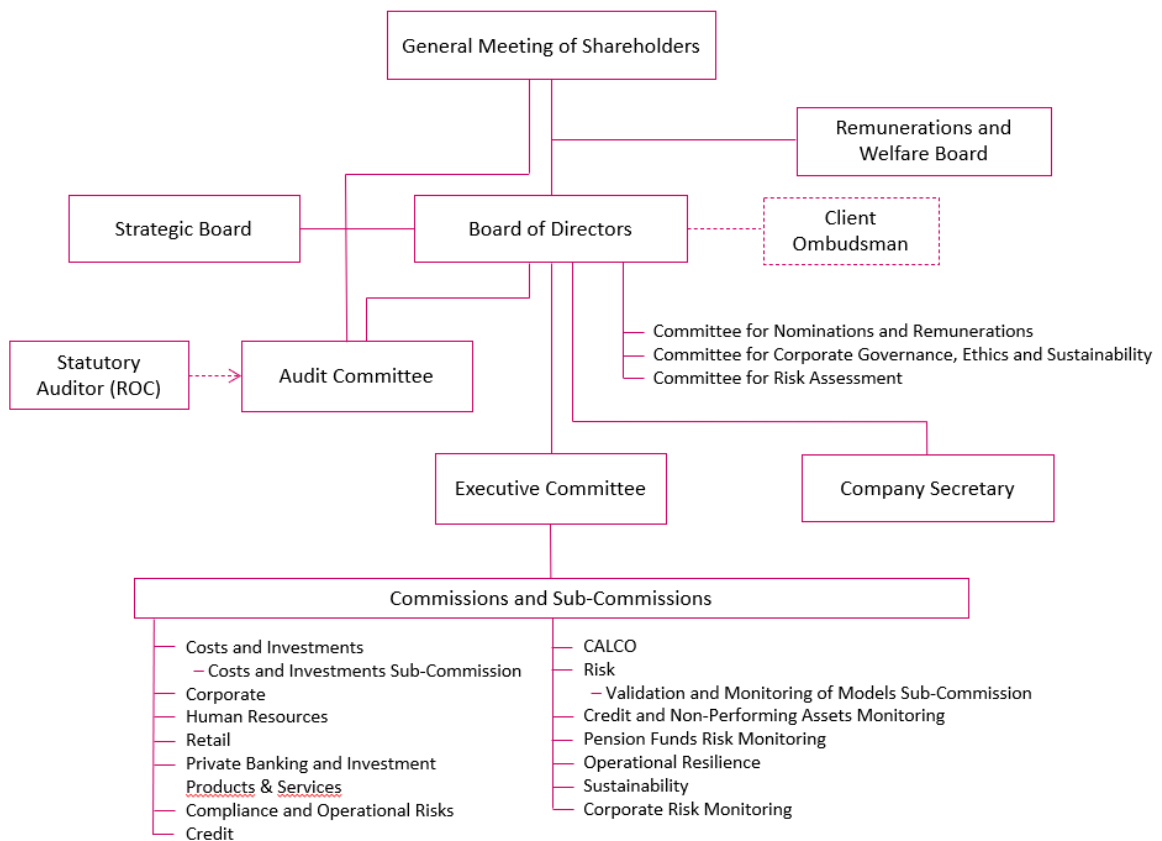 General Meeting of Shareholders
Remunerations and
Welfare Board
Strategic Board
Board of Directors
Client
Ombudsman
Committee for Nominations and Remunerations
Committee for Corporate Governance, Ethics and Sustainability
Committee for Risk Assessment
Statutory
Auditor (ROC)
Audit Committee
Executive Committee
Company Secretary
Commissions and Sub-Commissions
Costs and Investments
– Costs and Investments Sub-Commission
Corporate
Human Resources
Retail
Private Banking and Investment
Products & Services
Compliance and Operational Risks
Credit
CALCO
Risk
– Validation and Monitoring of Models Sub-Commission
Credit and Non-Performing Assets Monitoring
Pension Funds Risk Monitoring
Operational Resilience
Sustainability
Corporate Risk Monitoring